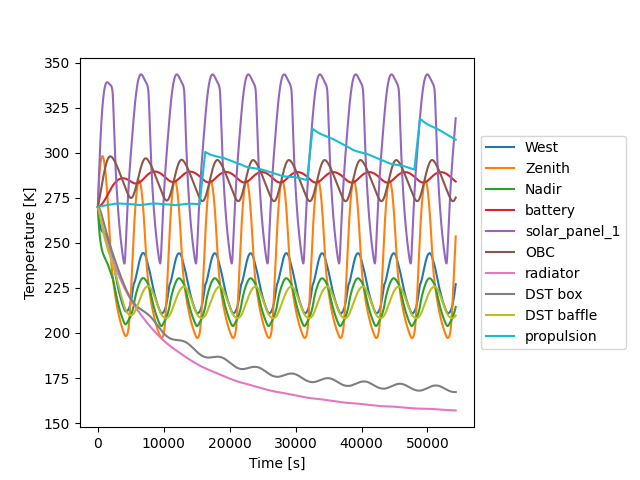 350
325
300
275
250
225
200
175
150
Temperature [K]
0 10000 20000 30000 40000 50000
Time [s]
West
Zenith
Nadir
battery
solar_panel_1
OBC
radiator
DST box
DST baffle
propulsion